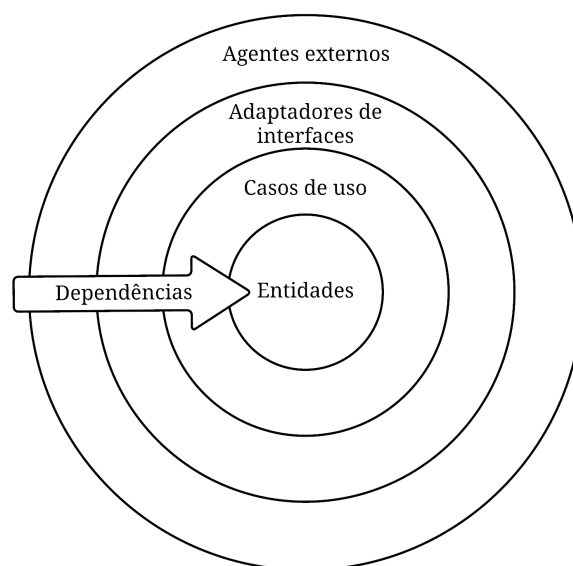 Agentes externos
Adaptadores de
interfaces
Casos de uso
Dependências
Entidades